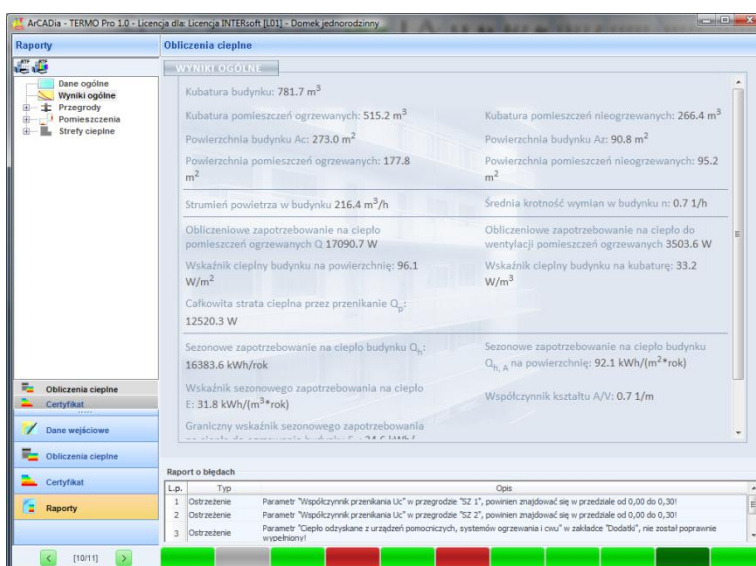 ArCADia - TERMO Pro 1.0 - Licencja dla: Licencja INTERsoft [L01] - Domek jednorodzinny
Raporty
Obliczenia cieplne
Dane ogólne
Wyniki ogólne
Przegrody
Pomieszczenia
Strefy cieplne
WYNIKI OGÓLNE
Kubatura budynku: 781.7 m³
Kubatura pomieszczeń ogrzewanych: 515.2 m³
Kubatura pomieszczeń nieogrzewanych: 266.4 m³
Powierzchnia budynku Ac: 273.0 m²
Powierzchnia budynku Az: 90.8 m²
Powierzchnia pomieszczeń ogrzewanych: 177.8
m²
Powierzchnia pomieszczeń nieogrzewanych: 95.2
m²
Strumień powietrza w budynku 216.4 m³/h
Średnia krotność wymian w budynku n: 0.7 1/h
Obliczeniowe zapotrzebowanie na ciepło
pomieszczeń ogrzewanych Q 17090.7 W
Obliczeniowe zapotrzebowanie na ciepło do
wentylacji pomieszczeń ogrzewanych 3503.6 W
Wskaźnik cieplny budynku na powierzchnię: 96.1
W/m²
Wskaźnik cieplny budynku na kubaturę: 33.2
W/m³
Całkowita strata cieplna przez przenikanie Qp:
12520.3 W
Sezonowe zapotrzebowanie na ciepło budynku Qh:
16383.6 kWh/rok
Sezonowe zapotrzebowanie na ciepło budynku
Qh, A na powierzchnię: 92.1 kWh/(m²*rok)
Wskaźnik sezonowego zapotrzebowania na ciepło
E: 31.8 kWh/(m³*rok)
Współczynnik kształtu A/V: 0.7 1/m
Graniczny wskaźnik sezonowego zapotrzebowania
Obliczenia cieplne
Certyfikat
Dane wejściowe
Obliczenia cieplne
Certyfikat
Raporty
[10/11]
Raport o błędach
L.p. Typ Opis
1 Ostrzeżenie Parametr "Współczynnik przenikania Uc" w przegrodzie "SZ 1", powinien znajdować się w przedziale od 0,00 do 0,30!
2 Ostrzeżenie Parametr "Współczynnik przenikania Uc" w przegrodzie "SZ 2", powinien znajdować się w przedziale od 0,00 do 0,30!
3 Ostrzeżenie Parametr "Ciepło odzyskane z urządzeń pomocniczych, systemów ogrzewania i cwu" w zakładce "Dodatki", nie został poprawnie
wypełniony!